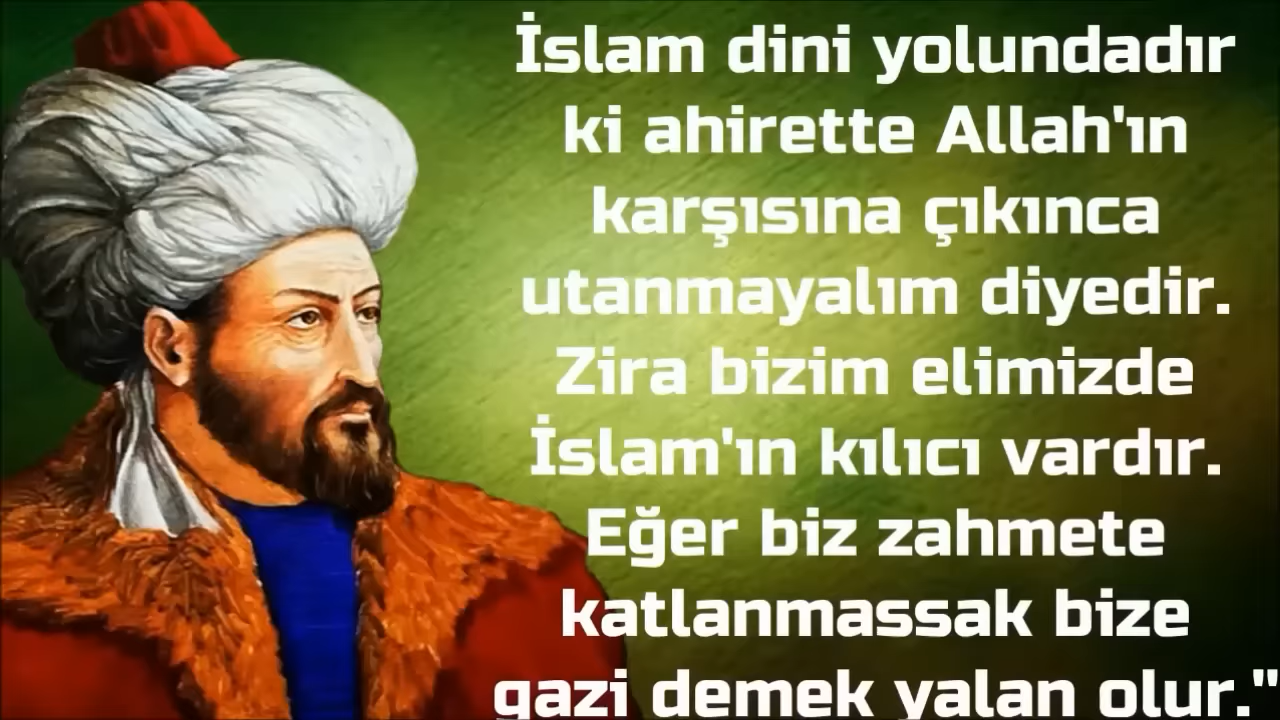 İslam dini yolundadır
ki ahirette Allah'ın
karşısına çıkınca
utanmayalım diyedir.
Zira bizim elimizde
İslam'ın kılıcı vardır.
Eğer biz zahmete
katlanmassak bize
gazi demek yalan olur."